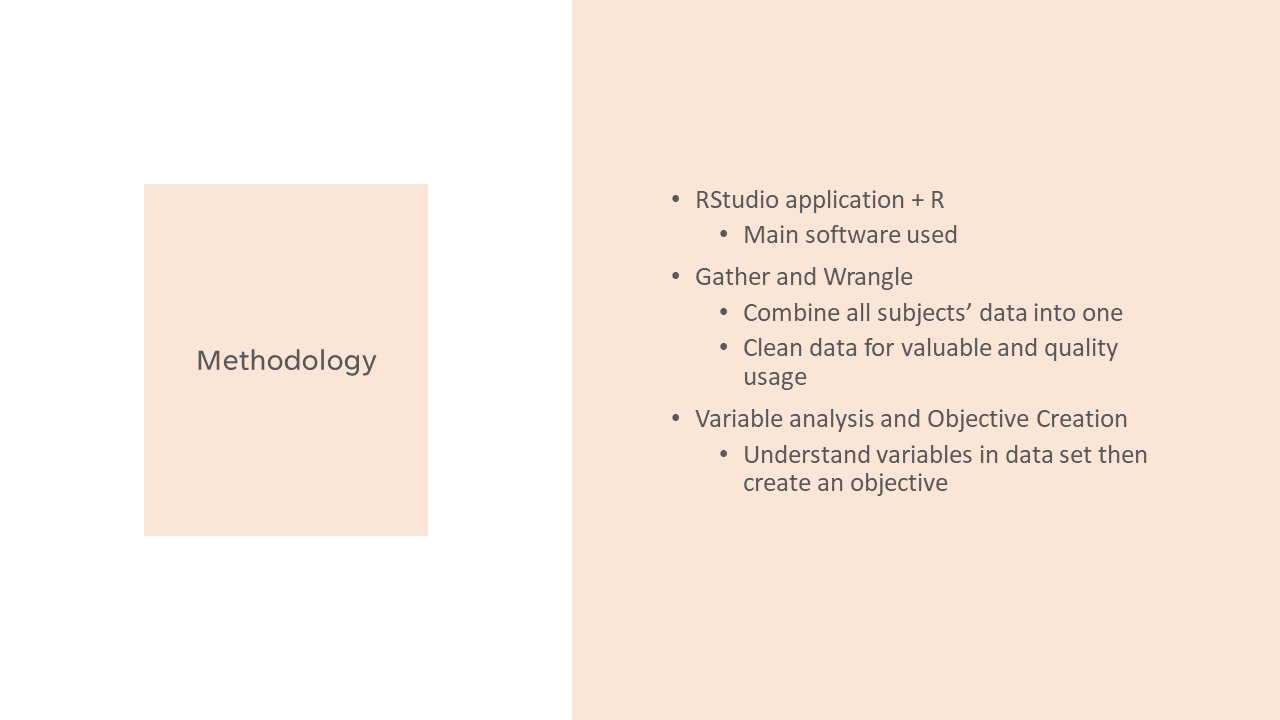 Methodology
• RStudio application + R
• Main software used
• Gather and Wrangle
• Combine all subjects’ data into one
• Clean data for valuable and quality
usage
• Variable analysis and Objective Creation
• Understand variables in data set then
create an objective